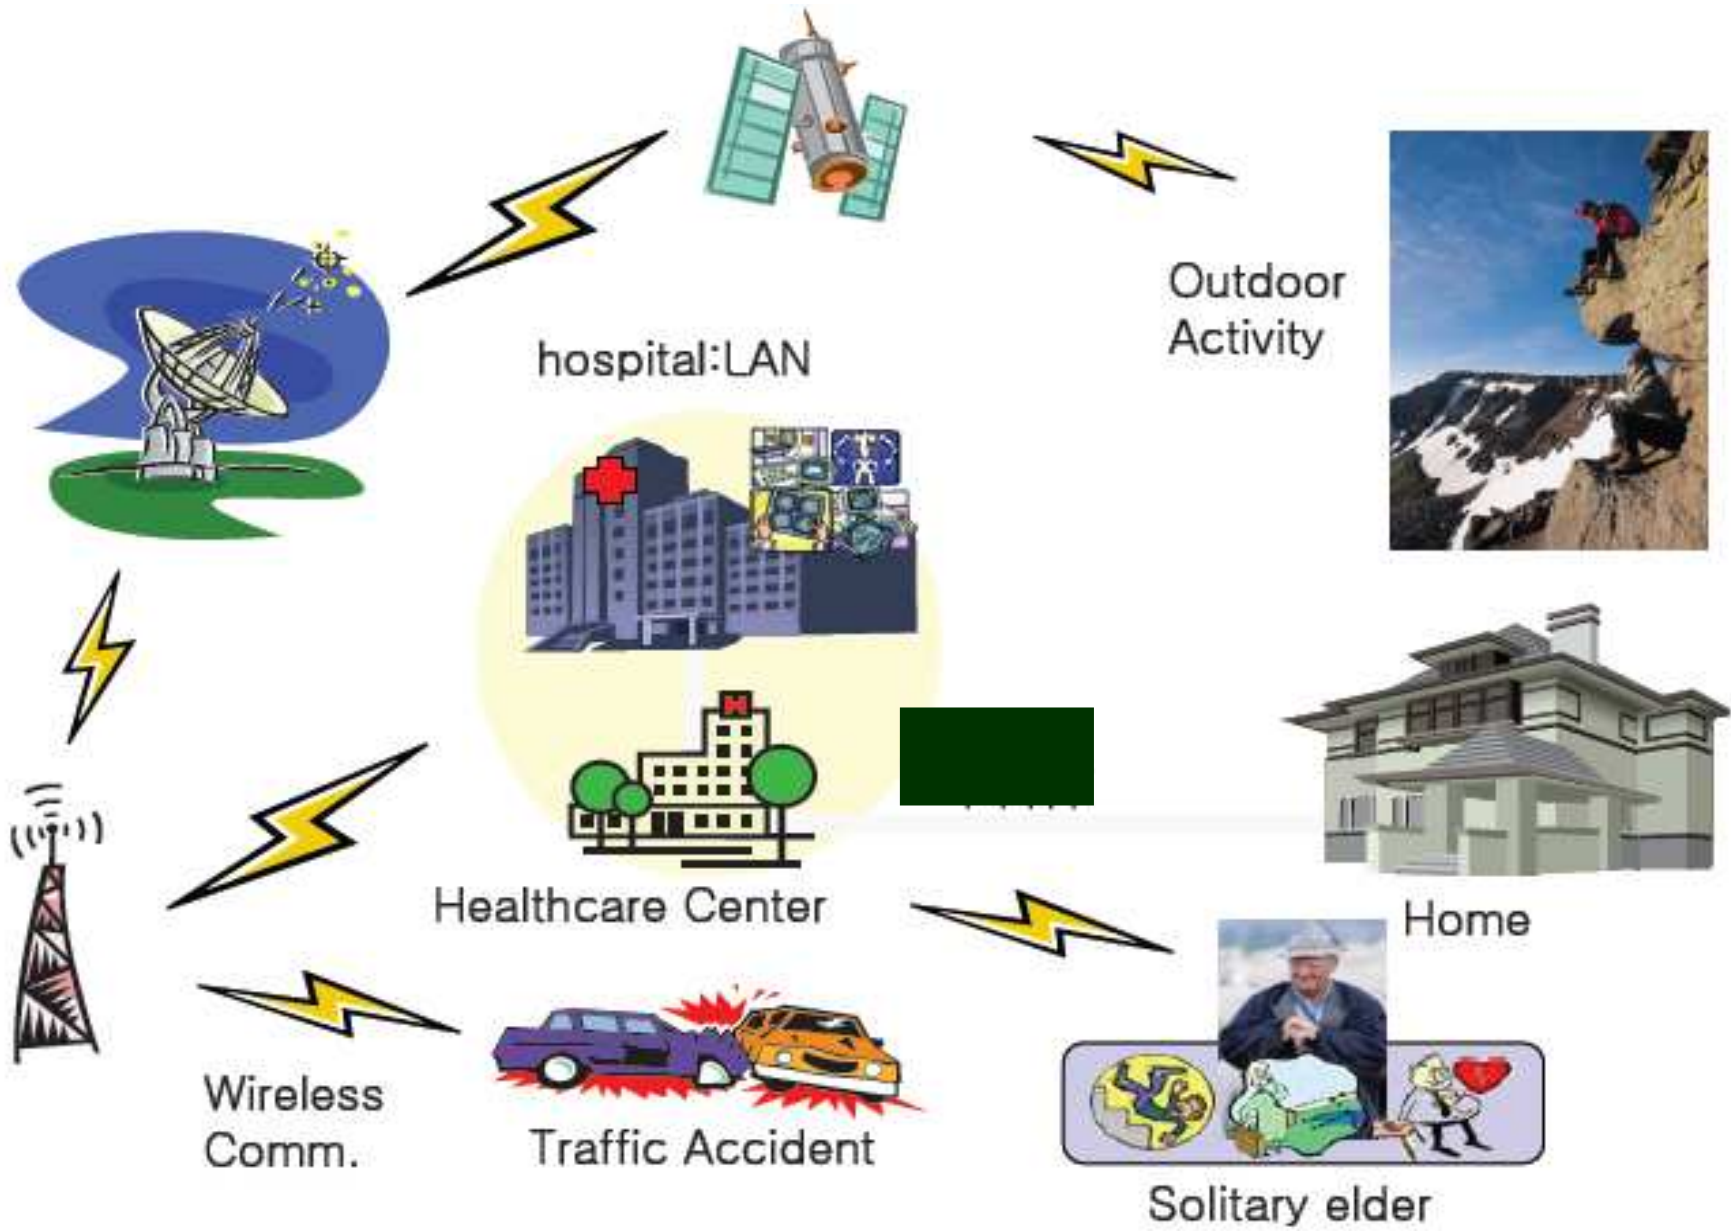 hospital:LAN
Outdoor
Activity
Healthcare Center
Home
Wireless
Comm.
Traffic Accident
Solitary elder